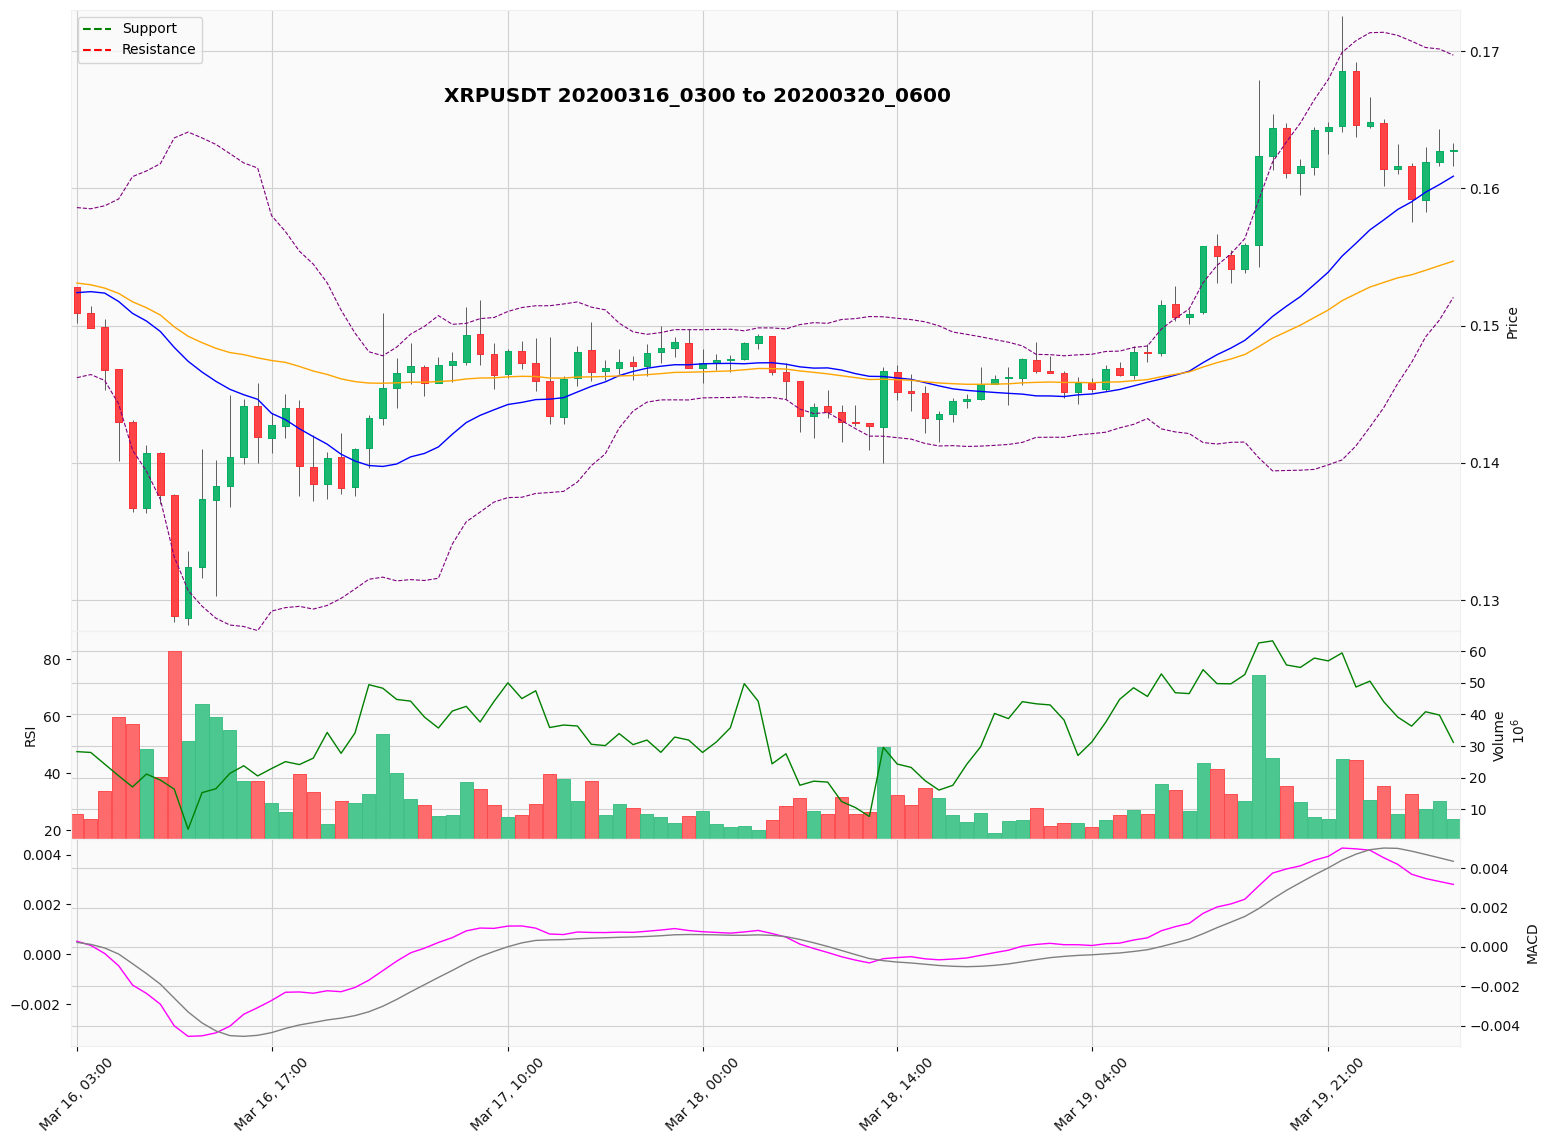 Support
Resistance
XRPUSDT 20200316_0300 to 20200320_0600
0.17
0.16
0.15
0.14
0.13
Price
80
60
40
20
RSI
60
50
40
30
20
10
Volume
10^6
0.004
0.002
0.000
−0.002
0.004
0.002
0.000
−0.002
−0.004
MACD
Mar 16, 03:00
Mar 16, 17:00
Mar 17, 10:00
Mar 18, 00:00
Mar 18, 14:00
Mar 19, 04:00
Mar 19, 21:00